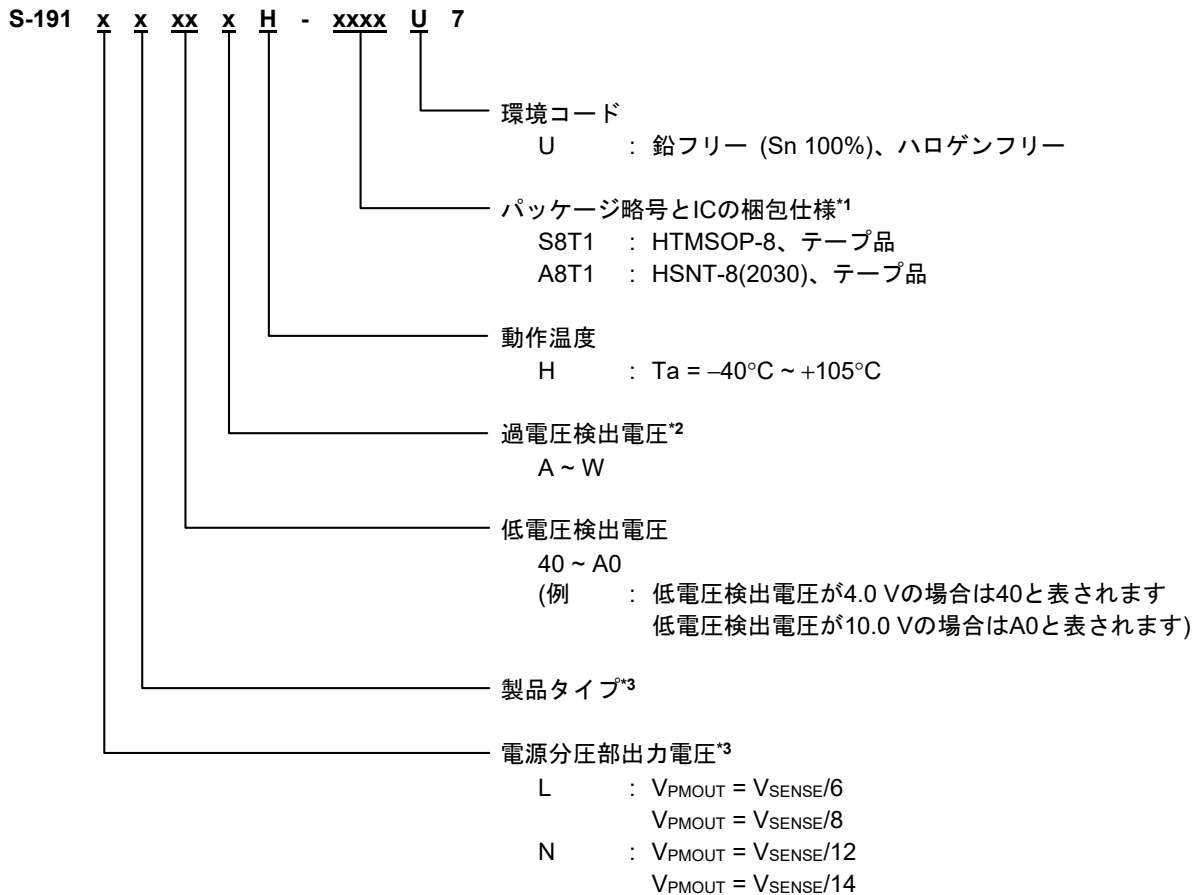 S-191 x x xx x H - xxxx U 7
環境コード
U : 鉛フリー (Sn 100%)、ハロゲンフリー
パッケージ略号とICの梱包仕様*1
S8T1 : HTMSOP-8、テープ品
A8T1 : HSNT-8(2030)、テープ品
動作温度
H : Ta = −40°C ~ +105°C
過電圧検出電圧*2
A ~ W
低電圧検出電圧
40 ~ A0
(例 : 低電圧検出電圧が4.0 Vの場合は40と表されます
低電圧検出電圧が10.0 Vの場合はA0と表されます)
製品タイプ*3
電源分圧部出力電圧*3
L : VPMOUT = VSENSE/6
VPMOUT = VSENSE/8
N : VPMOUT = VSENSE/12
VPMOUT = VSENSE/14